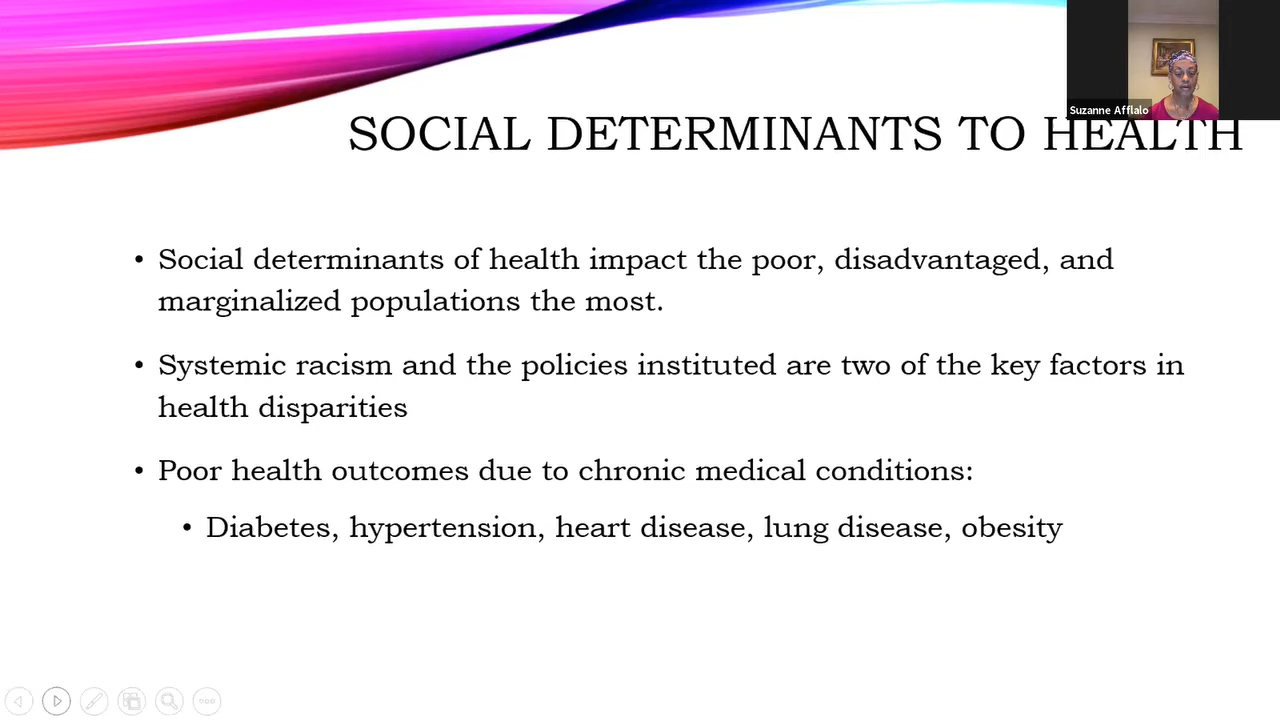 Suzanne Afflalo
SOCIAL DETERMINANTS TO HEALTH
• Social determinants of health impact the poor, disadvantaged, and
marginalized populations the most.
• Systemic racism and the policies instituted are two of the key factors in
health disparities
• Poor health outcomes due to chronic medical conditions:
• Diabetes, hypertension, heart disease, lung disease, obesity